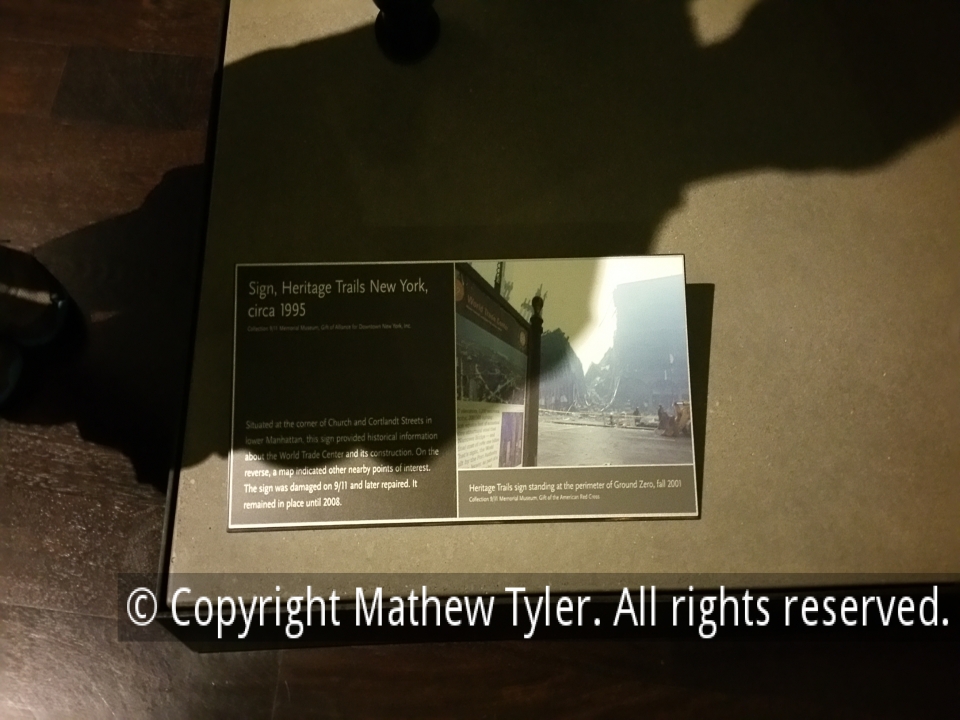 Sign, Heritage Trails New York,
circa 1995
Collection 9/11 Memorial Museum, Gift of Alliance for Downtown New York, Inc.
Situated at the corner of Church and Cortlandt Streets in
lower Manhattan, this sign provided historical information
about the World Trade Center and its construction. On the
reverse, a map indicated other nearby points of interest.
The sign was damaged on 9/11 and later repaired. It
remained in place until 2008.
World Trade Center
Heritage Trails sign standing at the perimeter of Ground Zero, fall 2001
Collection 9/11 Memorial Museum, Gift of the American Red Cross
© Copyright Mathew Tyler. All rights reserved.